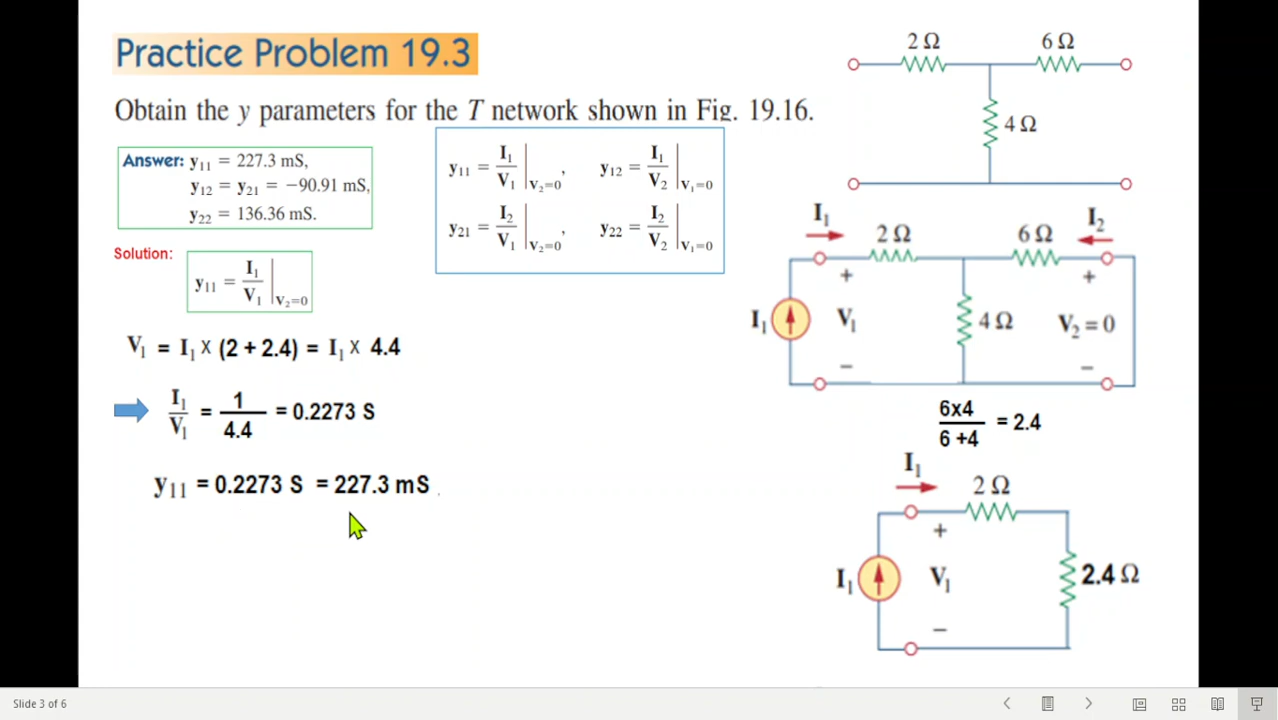 Practice Problem 19.3
Obtain the y parameters for the T network shown in Fig. 19.16.
Answer: y₁₁ = 227.3 mS,
y₁₂ = y₂₁ = −90.91 mS,
y₂₂ = 136.36 mS.
y₁₁ = I₁/V₁ |V₂=0, y₁₂ = I₁/V₂ |V₁=0
y₂₁ = I₂/V₁ |V₂=0, y₂₂ = I₂/V₂ |V₁=0
Solution:
y₁₁ = I₁/V₁ |V₂=0
V₁ = I₁ × (2 + 2.4) = I₁ × 4.4
I₁/V₁ = 1/4.4 = 0.2273 S
y₁₁ = 0.2273 S = 227.3 mS
2 Ω 6 Ω
4 Ω
I₁ I₂
2 Ω 6 Ω
+ +
I₁ V₁ 4 Ω V₂ = 0
− −
6x4/6 +4 = 2.4
I₁
2 Ω
+
I₁ V₁ 2.4 Ω
−
Slide 3 of 6